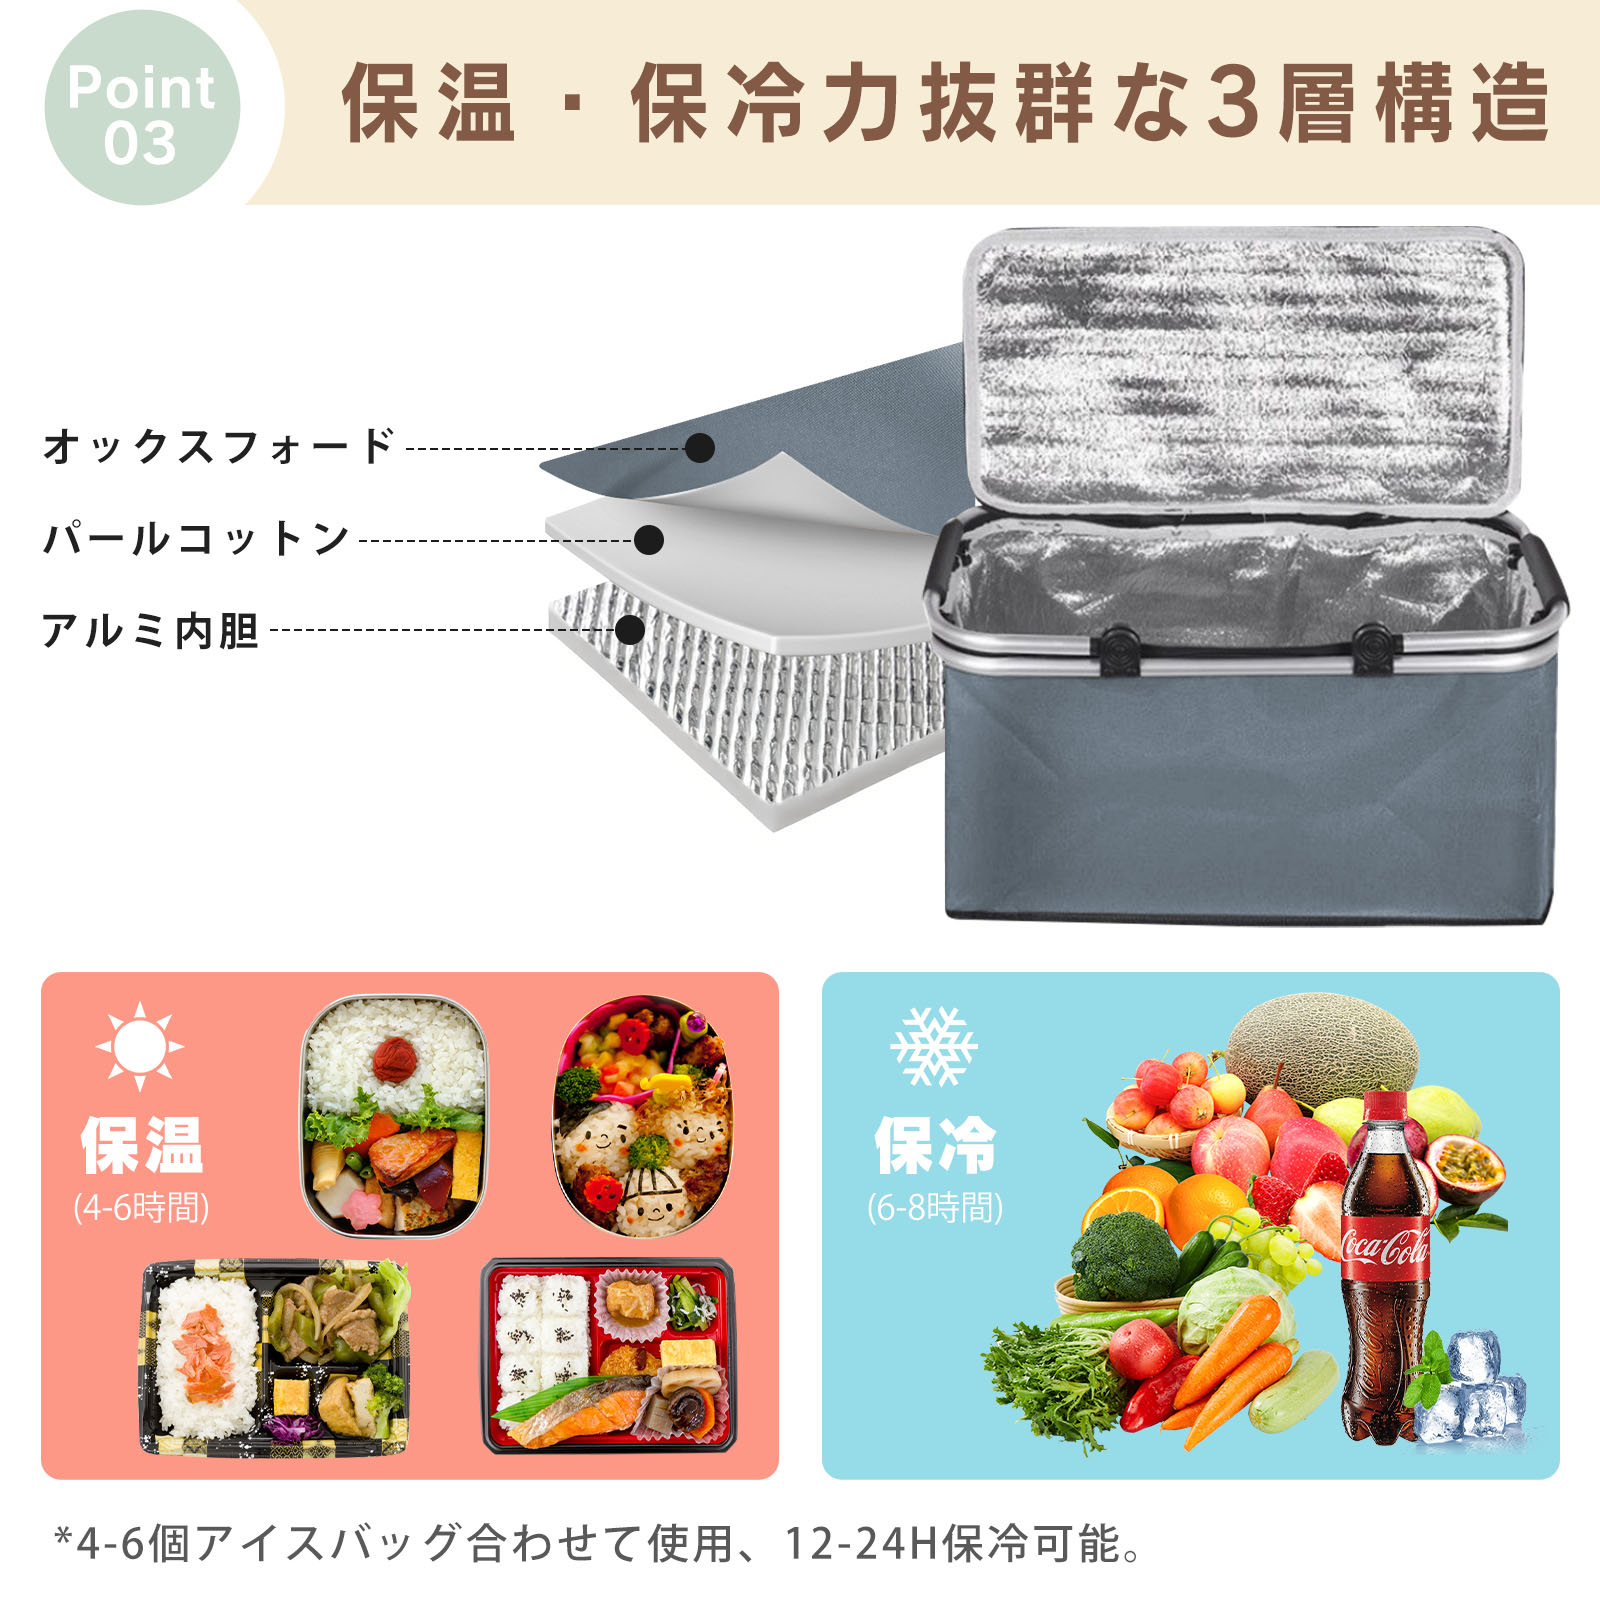 Point
03
保温・保冷力抜群な3層構造
オックスフォード
パールコットン
アルミ内胆
保温
(4-6時間)
保冷
(6-8時間)
Coca-Cola
*4-6個アイスバッグ合わせて使用、12-24H保冷可能。